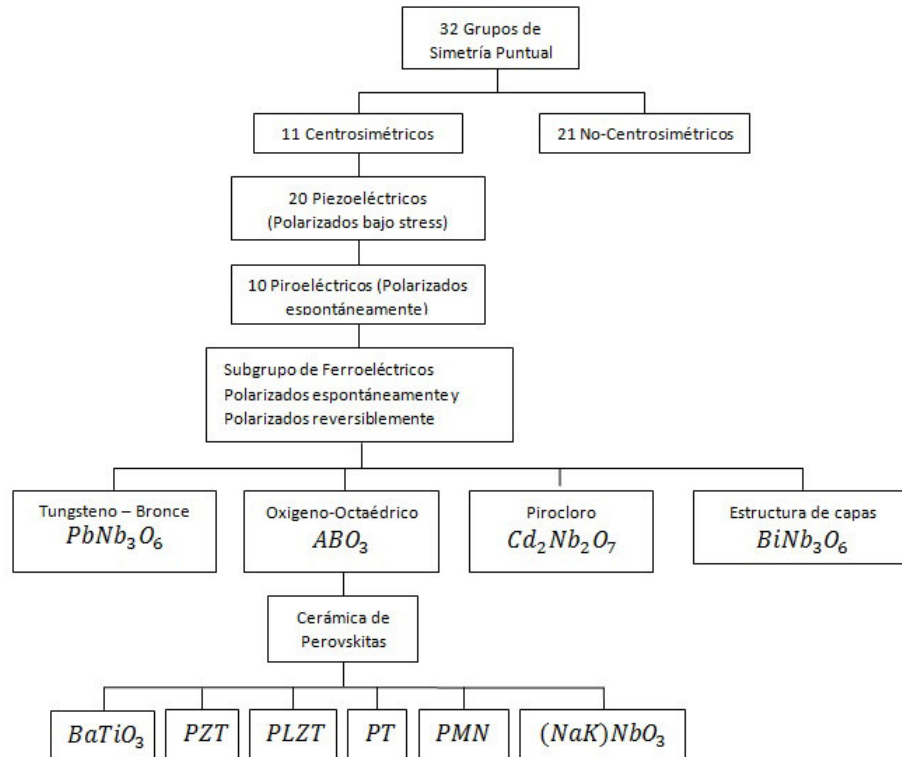 32 Grupos de
Simetría Puntual
11 Centrosimétricos
21 No-Centrosimétricos
20 Piezoeléctricos
(Polarizados bajo stress)
10 Piroeléctricos (Polarizados
espontáneamente)
Subgrupo de Ferroeléctricos
Polarizados espontáneamente y
Polarizados reversiblemente
Tungsteno – Bronce
PbNb₃O₆
Oxigeno-Octaédrico
ABO₃
Pirocloro
Cd₂Nb₂O₇
Estructura de capas
BiNb₃O₆
Cerámica de
Perovskitas
BaTiO₃
PZT
PLZT
PT
PMN
(NaK)NbO₃